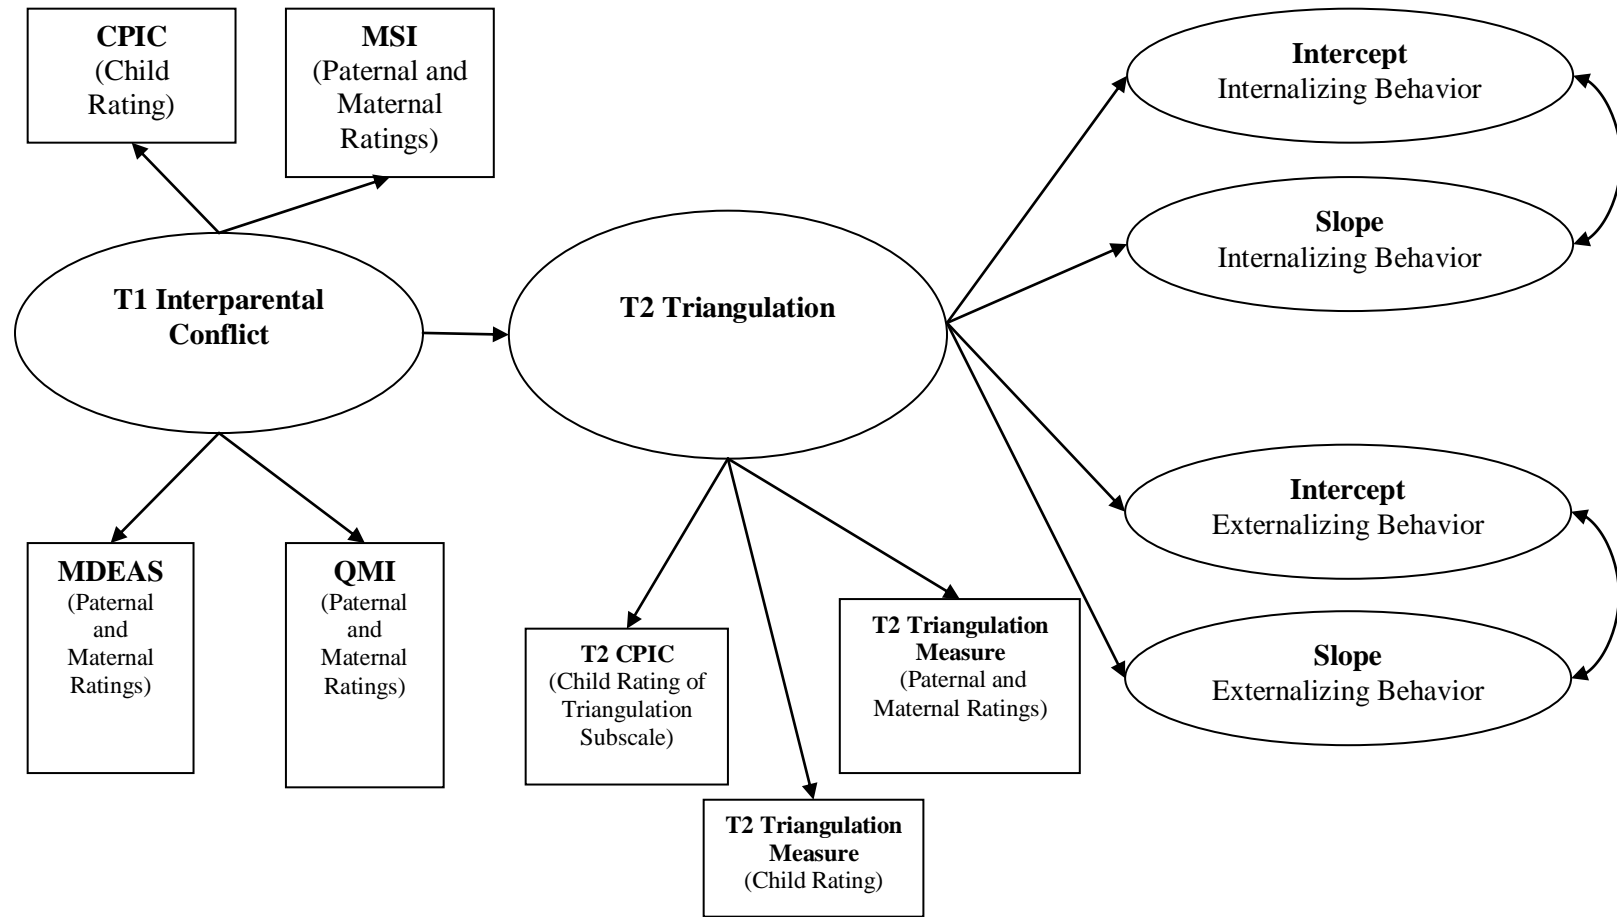 CPIC
(Child
Rating)
MSI
(Paternal and
Maternal
Ratings)
Intercept
Internalizing Behavior
Slope
Internalizing Behavior
T1 Interparental
Conflict
T2 Triangulation
Intercept
Externalizing Behavior
Slope
Externalizing Behavior
MDEAS
(Paternal
and
Maternal
Ratings)
QMI
(Paternal
and
Maternal
Ratings)
T2 CPIC
(Child Rating of
Triangulation
Subscale)
T2 Triangulation
Measure
(Paternal and
Maternal Ratings)
T2 Triangulation
Measure
(Child Rating)